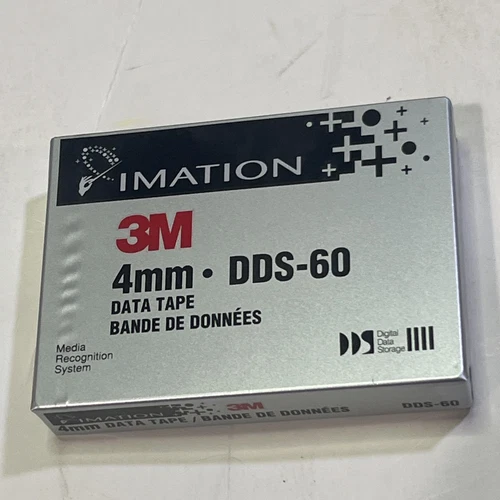 IMATION
3M
4mm • DDS-60
DATA TAPE
BANDE DE DONNÉES
Media
Recognition
System
DDS Digital
Data
Storage
IMATION 3M
4mm DATA TAPE / BANDE DE DONNÉES DDS-60